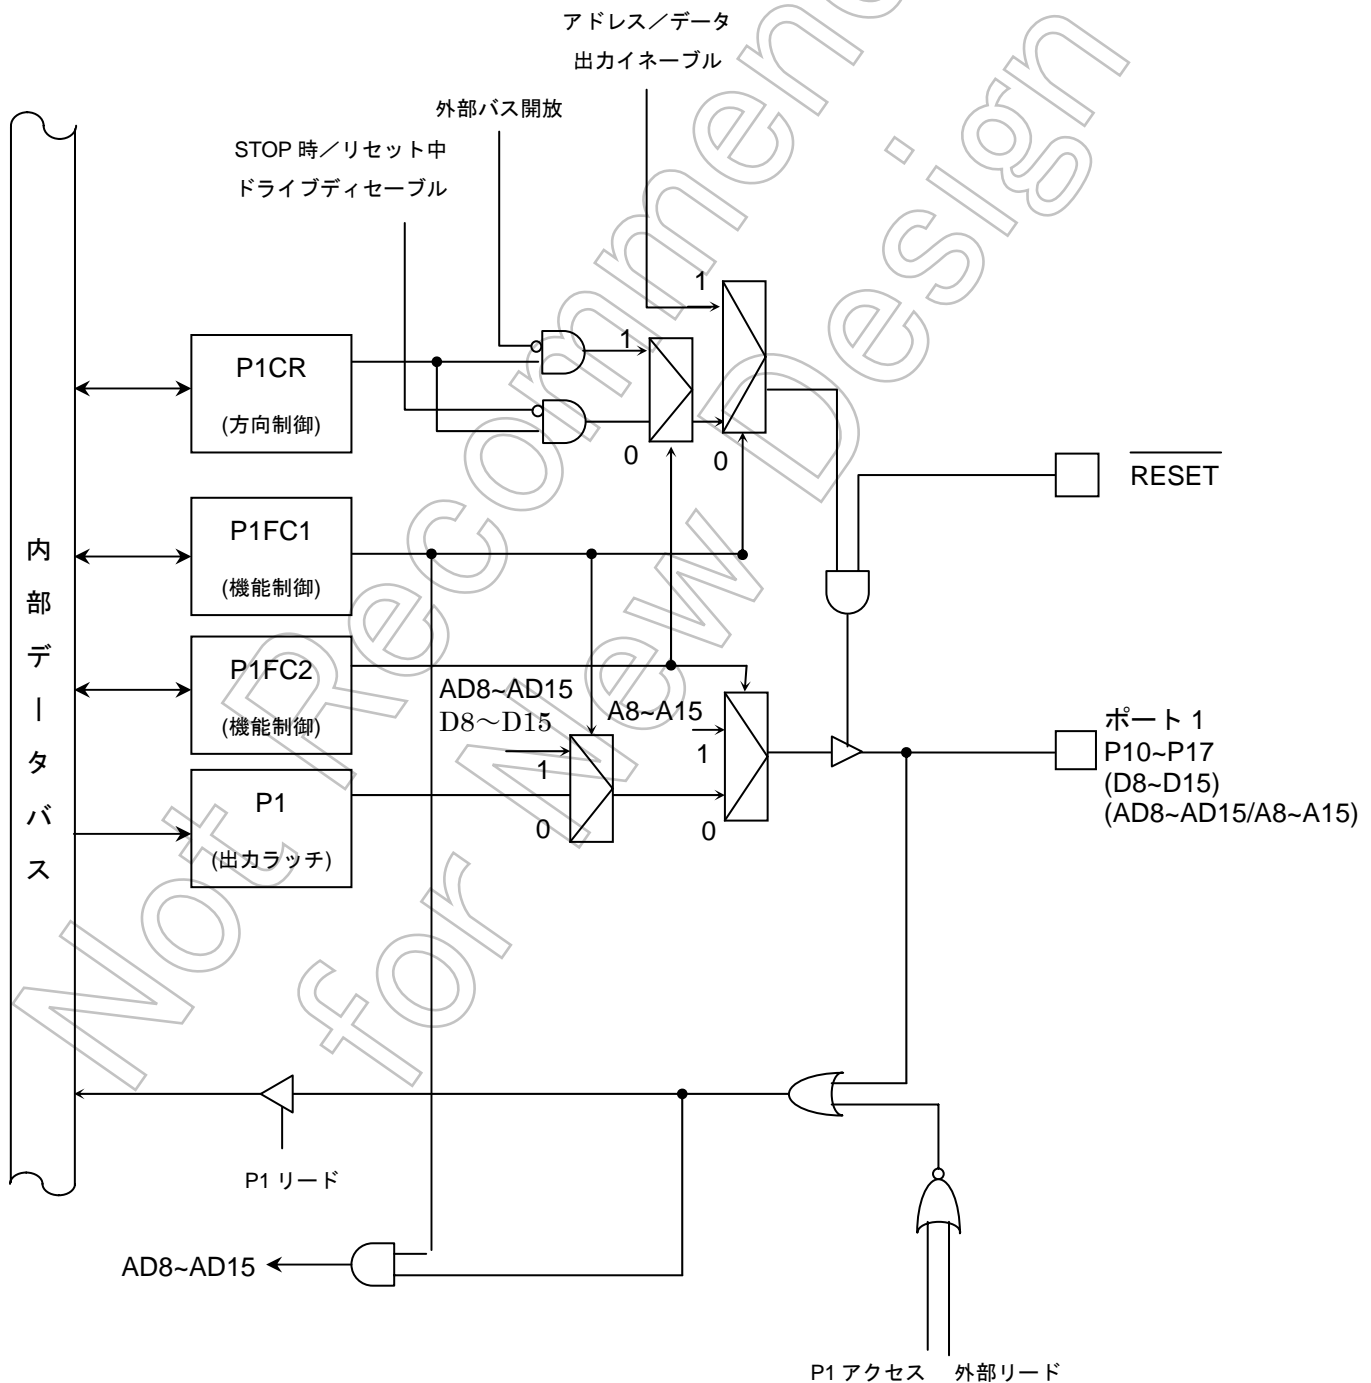 アドレス／データ
出力イネーブル
外部バス開放
STOP 時／リセット中
ドライブディセーブル
1
1
P1CR
(方向制御)
0
0
RESET
P1FC1
(機能制御)
内部データバス
P1FC2
(機能制御)
AD8~AD15
D8～D15
A8~A15
1
1
ポート 1
P10~P17
(D8~D15)
(AD8~AD15/A8~A15)
P1
(出力ラッチ)
0
0
P1 リード
AD8~AD15
P1 アクセス
外部リード
Not Recommended
for New Design